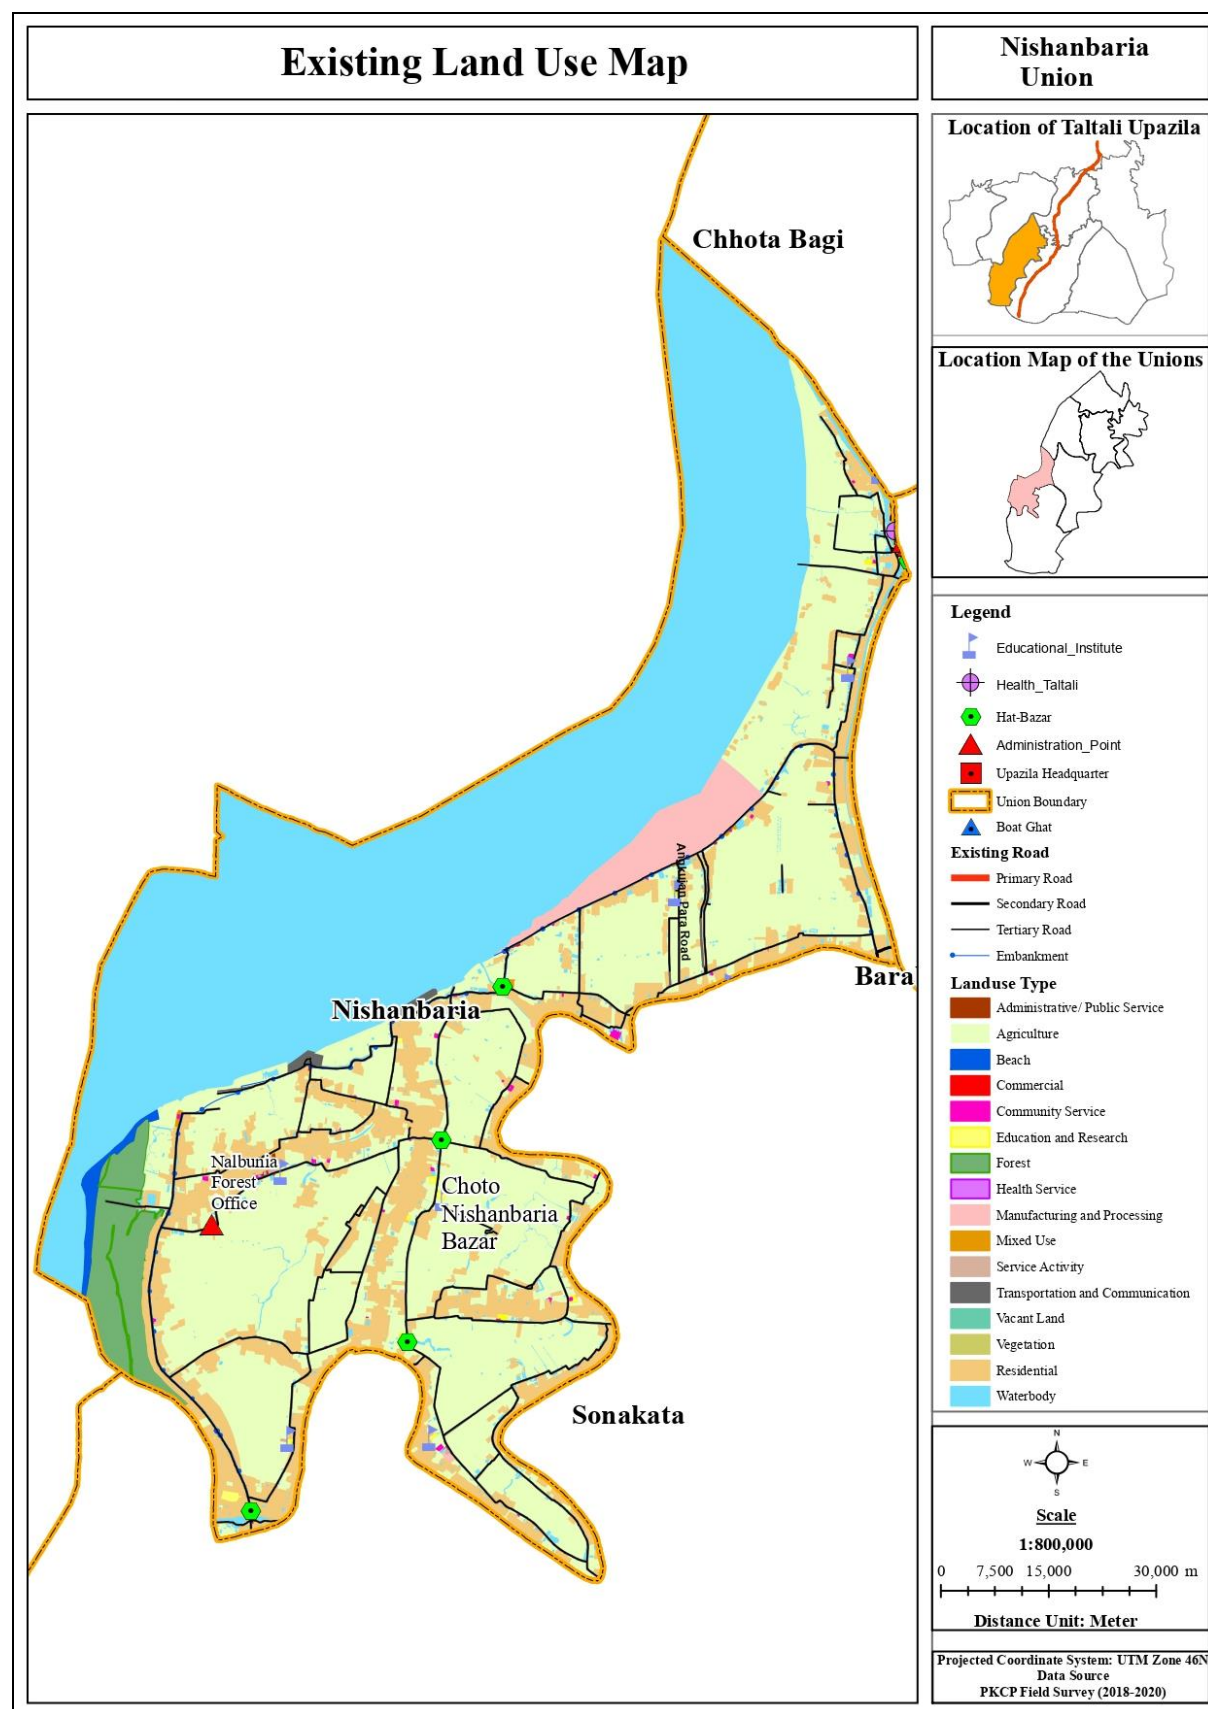 Existing Land Use Map
Nishanbaria
Union
Location of Taltali Upazila
Chhota Bagi
Location Map of the Unions
Angkujan Para Road
Bara
Nishanbaria
Nalbunia
Forest
Office
Choto
Nishanbaria
Bazar
Sonakata
Legend
Educational_Institute
Health_Taltali
Hat-Bazar
Administration_Point
Upazila Headquarter
Union Boundary
Boat Ghat
Existing Road
Primary Road
Secondary Road
Tertiary Road
Embankment
Landuse Type
Administrative/ Public Service
Agriculture
Beach
Commercial
Community Service
Education and Research
Forest
Health Service
Manufacturing and Processing
Mixed Use
Service Activity
Transportation and Communication
Vacant Land
Vegetation
Residential
Waterbody
N
W E
S
Scale
1:800,000
0 7,500 15,000 30,000 m
Distance Unit: Meter
Projected Coordinate System: UTM Zone 46N
Data Source
PKCP Field Survey (2018-2020)